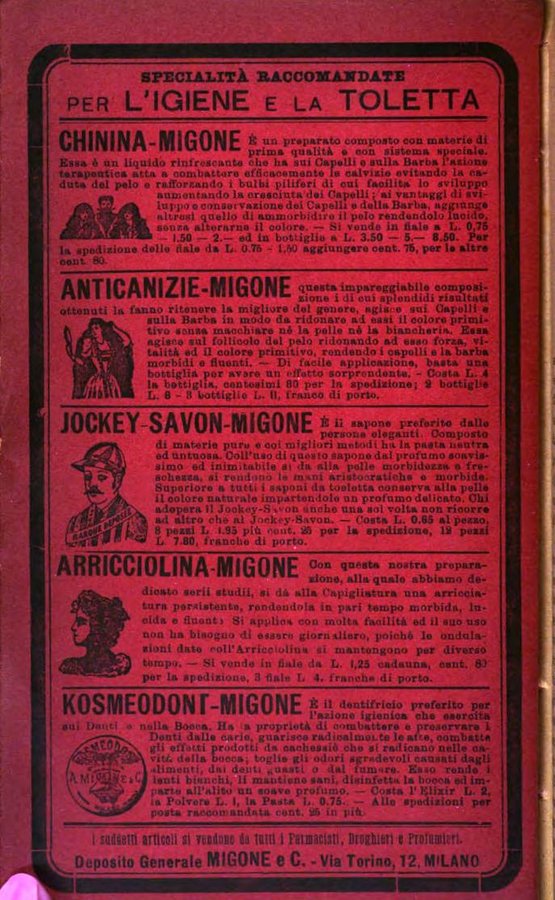 SPECIALITÀ RACCOMANDATE
PER L'IGIENE E LA TOLETTA
CHININA-MIGONE È un preparato composto con materie di
prima qualità e con sistema speciale.
Essa è un liquido rinfrescante che ha sui Capelli e sulla Barba l'azione
terapeutica atta a combattere efficacemente la calvizie evitando la ca-
duta del pelo e rafforzando i bulbi piliferi di cui facilita lo sviluppo
aumentando la cresciuta dei Capelli; ai vantaggi di svi-
luppo e conservazione dei Capelli e della Barba, aggiunge
altresì quello di ammorbidire il pelo rendendolo lucido,
senza alterarne il colore. — Si vende in fiale a L. 0,75
— 1.50 — 2.— ed in bottiglie a L. 3.50 — 5.— 8.50. Per
la spedizione delle fiale da L. 0.75 - 1,50 aggiungere cent. 75, per le altre
cent. 80.
ANTICANIZIE-MIGONE questa impareggiabile composi-
zione i di cui splendidi risultati
ottenuti la fanno ritenere la migliore del genere, agisce sui Capelli e
sulla Barba in modo da ridonare ad essi il colore primi-
tivo senza macchiare né la pelle né la biancheria. Essa
agisce sul follicolo del pelo ridonando ad esso forza, vi-
talità ed il colore primitivo, rendendo i capelli e la barba
morbidi e fluenti. — Di facile applicazione, basta una
bottiglia per avere un effetto sorprendente. - Costa L. 4
la bottiglia, centesimi 80 per la spedizione; 2 bottiglie
L. 8 - 3 bottiglie L. 11, franco di porto.
JOCKEY-SAVON-MIGONE È il sapone preferito dalle
persone eleganti. Composto
di materie pure e coi migliori metodi ha la pasta neutra
ed untuosa. Coll'uso di questo sapone dal profumo soavis-
simo ed inimitabile si dà alla pelle morbidezza e fre-
schezza, si rendono le mani aristocratiche e morbide.
Superiore a tutti i saponi da toeletta conserva alla pelle
il colore naturale impartendole un profumo delicato. Chi
adopera il Jockey-Savon anche una sol volta non ricorre
ad altro che al Jockey-Savon. — Costa L. 0.65 al pezzo,
3 pezzi L. 1.95 più cent. 25 per la spedizione, 12 pezzi
L. 7.80, franche di porto.
MARQUE DEPOSÉE
ARRICCIOLINA-MIGONE Con questa nostra prepara-
zione, alla quale abbiamo de-
dicato serii studii, si dà alla Capigliatura una arriccia-
tura persistente, rendendola in pari tempo morbida, lu-
cida e fluente. Si applica con molta facilità ed il suo uso
non ha bisogno di essere giornaliero, poichè le ondula-
zioni date coll'Arricciolina si mantengono per diverso
tempo. — Si vende in fiale da L. 1,25 cadauna, cent. 80
per la spedizione, 3 fiale L. 4. franche di porto.
KOSMEODONT-MIGONE È il dentifricio preferito per
l'azione igienica che esercita
sui Denti e nella Bocca. Ha la proprietà di combattere e preservare i
Denti dalle carie, guarisce radicalmente le afte, combatte
gli effetti prodotti da cachessie che si radicano nelle ca-
vità della bocca; toglie gli odori sgradevoli causati dagli
alimenti, dai denti guasti o dal fumare. Esso rende i
denti bianchi, li mantiene sani, disinfetta la bocca ed im-
parte all'alito un soave profumo. — Costa l'Elixir L. 2,
la Polvere L. 1, la Pasta L. 0.75. — Alle spedizioni per
posta raccomandata cent. 25 in più.
A. MIGONE & C.
I suddetti articoli si vendono da tutti i Farmacisti, Droghieri e Profumieri.
Deposito Generale MIGONE e C. - Via Torino, 12, MILANO